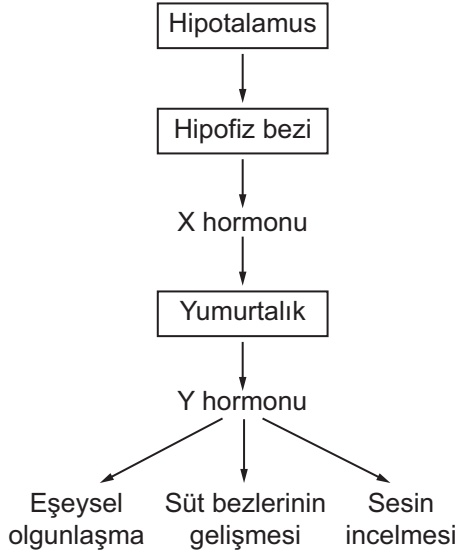 Hipotalamus
Hipofiz bezi
X hormonu
Yumurtalık
Y hormonu
Eşeysel
olgunlaşma
Süt bezlerinin
gelişmesi
Sesin
incelmesi